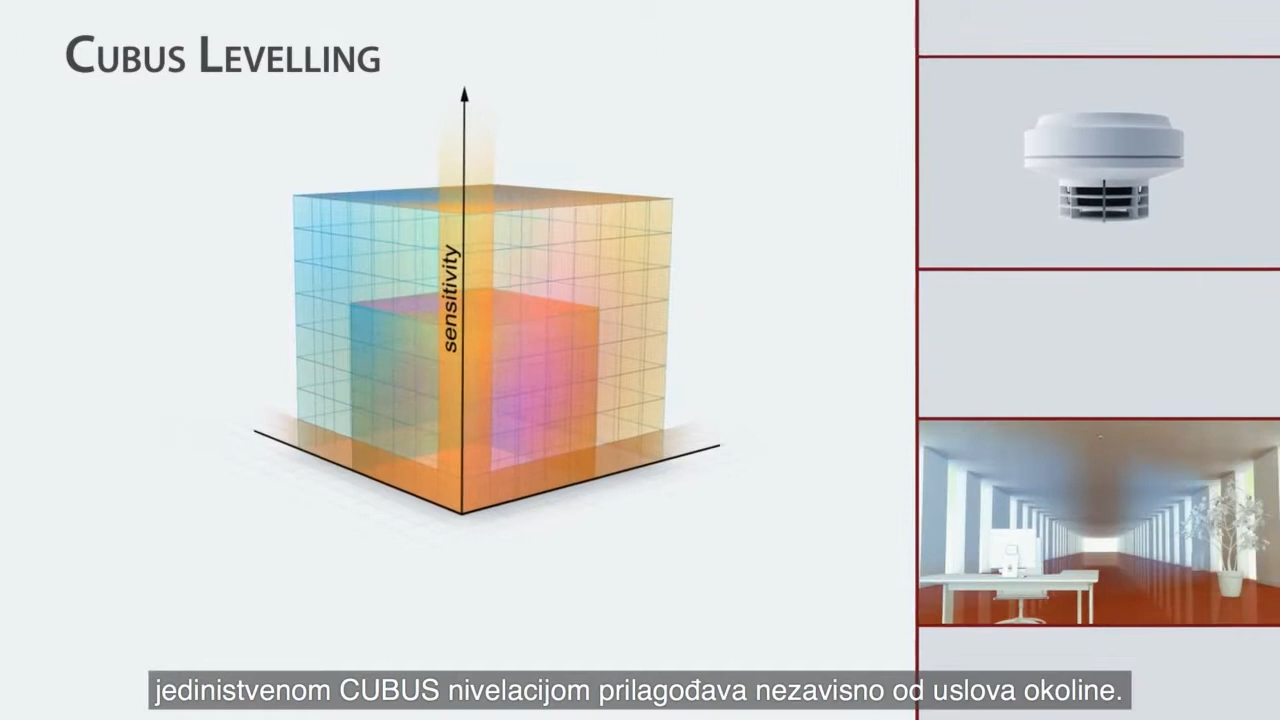 CUBUS LEVELLING
sensitivity
jedinistvenom CUBUS nivelacijom prilagođava nezavisno od uslova okoline.